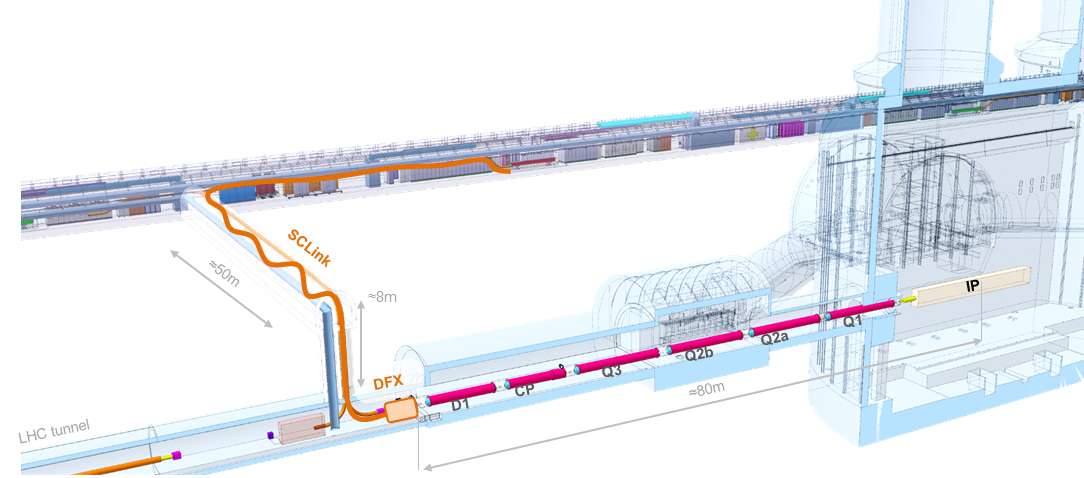 SCLink
≈50m
≈8m
IP
Q1
Q2a
Q2b
Q3
CP
D1
DFX
≈80m
LHC tunnel